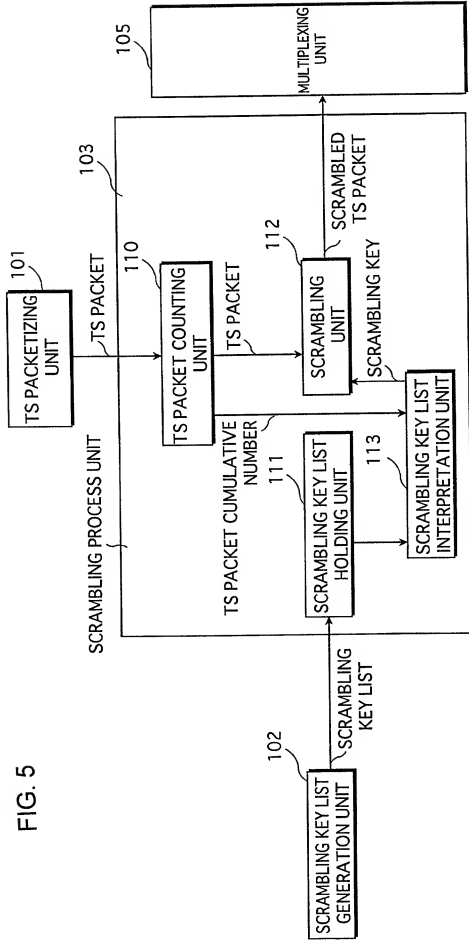 FIG. 5
101
TS PACKETIZING
UNIT
TS PACKET
SCRAMBLING PROCESS UNIT
103
110
TS PACKET COUNTING
UNIT
TS PACKET CUMULATIVE
NUMBER
TS PACKET
102
SCRAMBLING KEY LIST
GENERATION UNIT
SCRAMBLING
KEY LIST
111
SCRAMBLING KEY LIST
HOLDING UNIT
112
SCRAMBLING
UNIT
SCRAMBLED
TS PACKET
SCRAMBLING KEY
113
SCRAMBLING KEY LIST
INTERPRETATION UNIT
105
MULTIPLEXING
UNIT